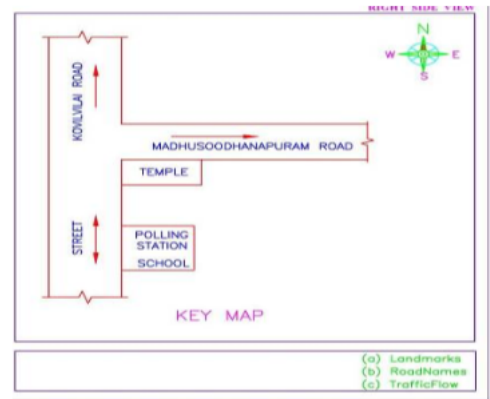 RIGHT SIDE VIEW
N
W E
S
KOVILVILAI ROAD
MADHUSOODHANAPURAM ROAD
TEMPLE
STREET
POLLING
STATION
SCHOOL
KEY MAP
(a) Landmarks
(b) RoadNames
(c) TrafficFlow